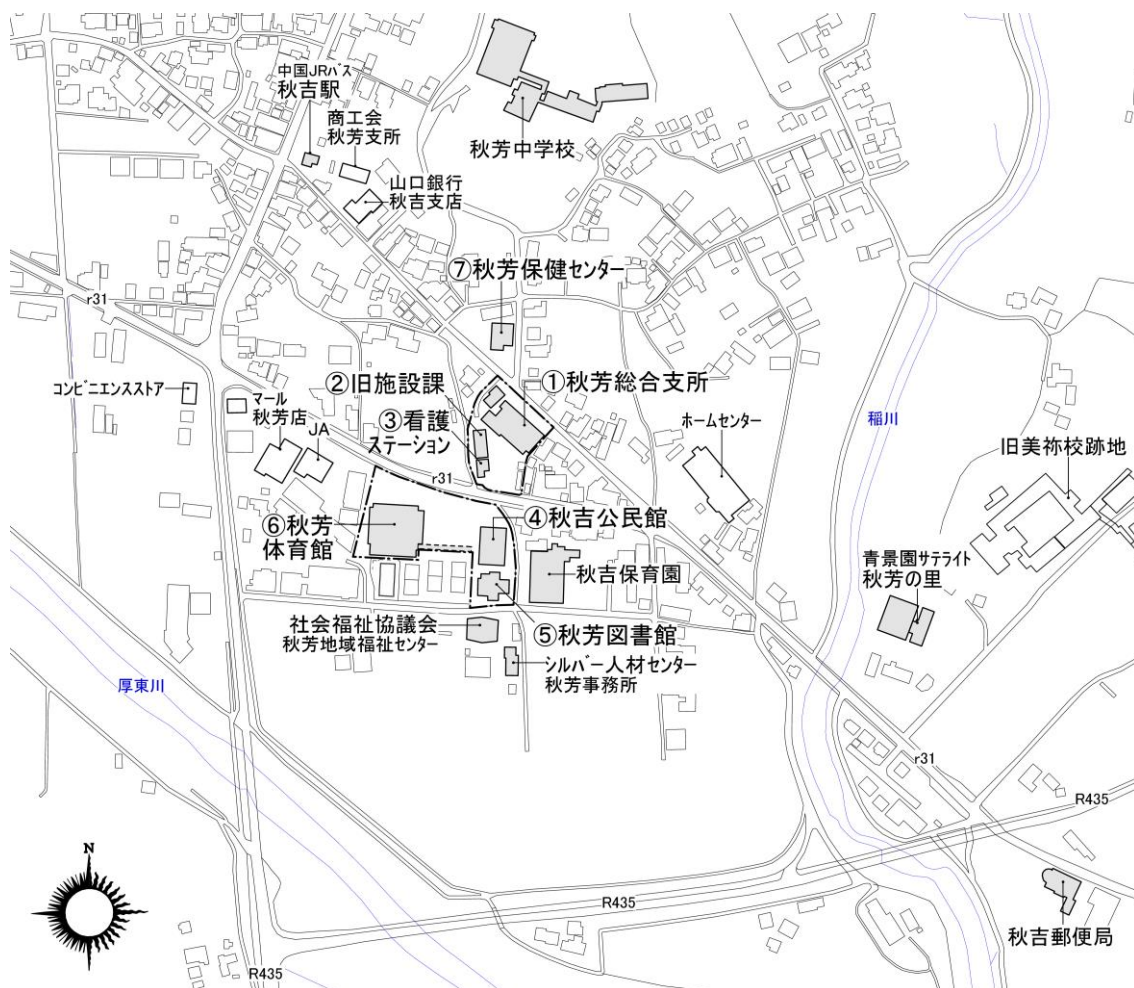 中国JRバス
秋吉駅
商工会
秋芳支所
山口銀行
秋吉支店
秋芳中学校
⑦秋芳保健センター
r31
②旧施設課
①秋芳総合支所
③看護
ステーション
コンビニエンスストア
マール
秋芳店
JA
ホームセンター
稲川
旧美祢校跡地
r31
④秋吉公民館
⑥秋芳
体育館
秋吉保育園
青景園サテライト
秋芳の里
社会福祉協議会
秋芳地域福祉センター
⑤秋芳図書館
シルバー人材センター
秋芳事務所
厚東川
r31
R435
N
R435
秋吉郵便局
R435